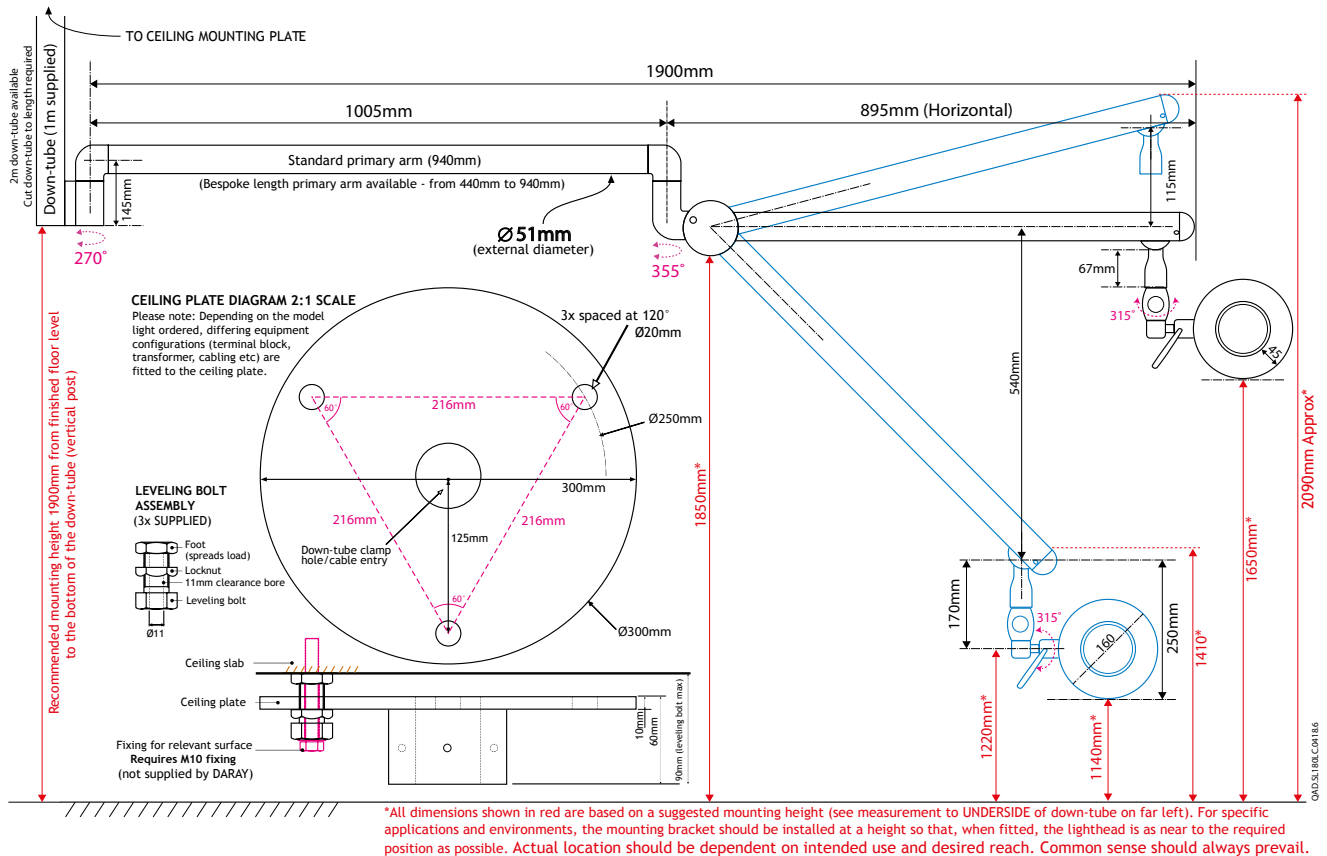 TO CEILING MOUNTING PLATE
2m down-tube available
Cut down-tube to length required
Down-tube (1m supplied)
1900mm
1005mm
895mm (Horizontal)
Standard primary arm (940mm)
(Bespoke length primary arm available - from 440mm to 940mm)
145mm
115mm
Ø51mm
(external diameter)
270°
355°
67mm
315°
45
CEILING PLATE DIAGRAM 2:1 SCALE
Please note: Depending on the model
light ordered, differing equipment
configurations (terminal block,
transformer, cabling etc) are
fitted to the ceiling plate.
3x spaced at 120°
Ø20mm
60°
216mm
60°
Ø250mm
300mm
216mm
216mm
125mm
Down-tube clamp
hole/cable entry
60°
Ø300mm
540mm
Recommended mounting height 1900mm from finished floor level
to the bottom of the down-tube (vertical post)
1850mm*
2090mm Approx*
1650mm*
LEVELING BOLT
ASSEMBLY
(3x SUPPLIED)
Foot
(spreads load)
Locknut
11mm clearance bore
Leveling bolt
Ø11
170mm
315°
160
250mm
1410*
1220mm*
1140mm*
Ceiling slab
Ceiling plate
Fixing for relevant surface
Requires M10 fixing
(not supplied by DARAY)
10mm
60mm
90mm (leveling bolt max)
QAD.SL180LC.0418.6
*All dimensions shown in red are based on a suggested mounting height (see measurement to UNDERSIDE of down-tube on far left). For specific
applications and environments, the mounting bracket should be installed at a height so that, when fitted, the lighthead is as near to the required
position as possible. Actual location should be dependent on intended use and desired reach. Common sense should always prevail.